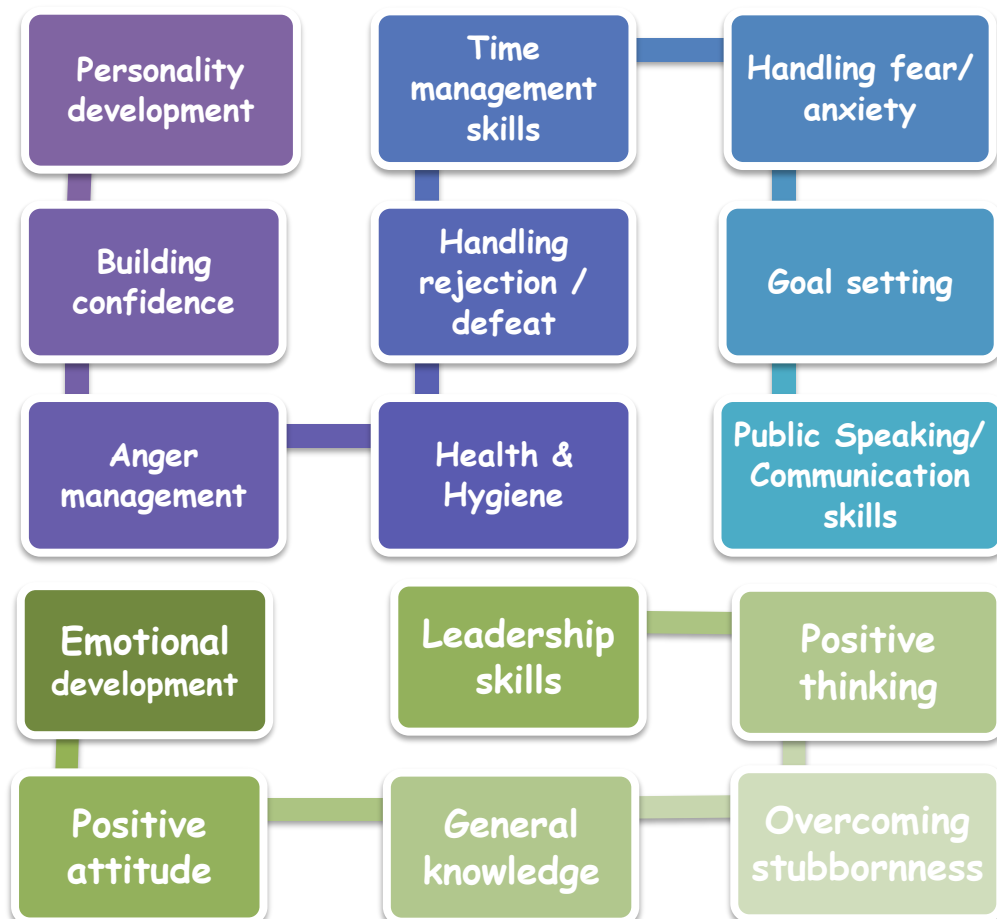 Personality
development
Building
confidence
Anger
management
Health &
Hygiene
Handling
rejection /
defeat
Time
management
skills
Handling fear/
anxiety
Goal setting
Public Speaking/
Communication
skills
Emotional
development
Positive
attitude
General
knowledge
Overcoming
stubbornness
Positive
thinking
Leadership
skills